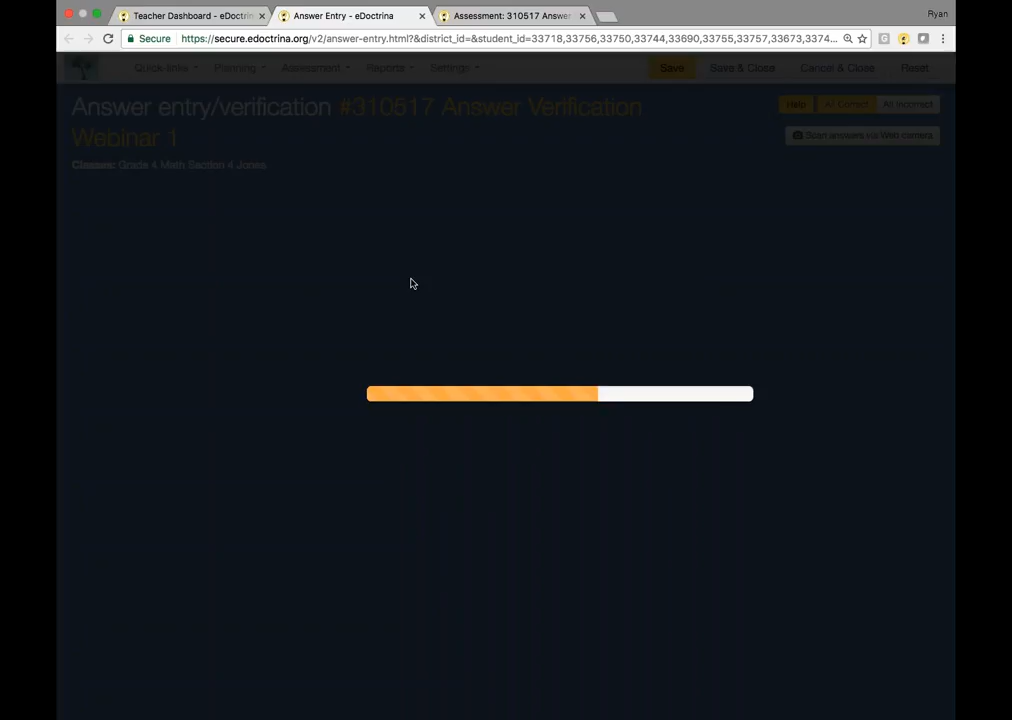 Teacher Dashboard - eDoctrin
Answer Entry - eDoctrina
Assessment: 310517 Answer
Ryan
Secure
https://secure.edoctrina.org/v2/answer-entry.html?&district_id=&student_id=33718,33756,33750,33744,33690,33755,33757,33673,3374...
Quick-links
Planning
Assessment
Reports
Settings
Save
Save & Close
Cancel & Close
Reset
Answer entry/verification #310517 Answer Verification
Webinar 1
Help
All Correct
All Incorrect
Scan answers via Web camera
Classes: Grade 4 Math Section 4 Jones